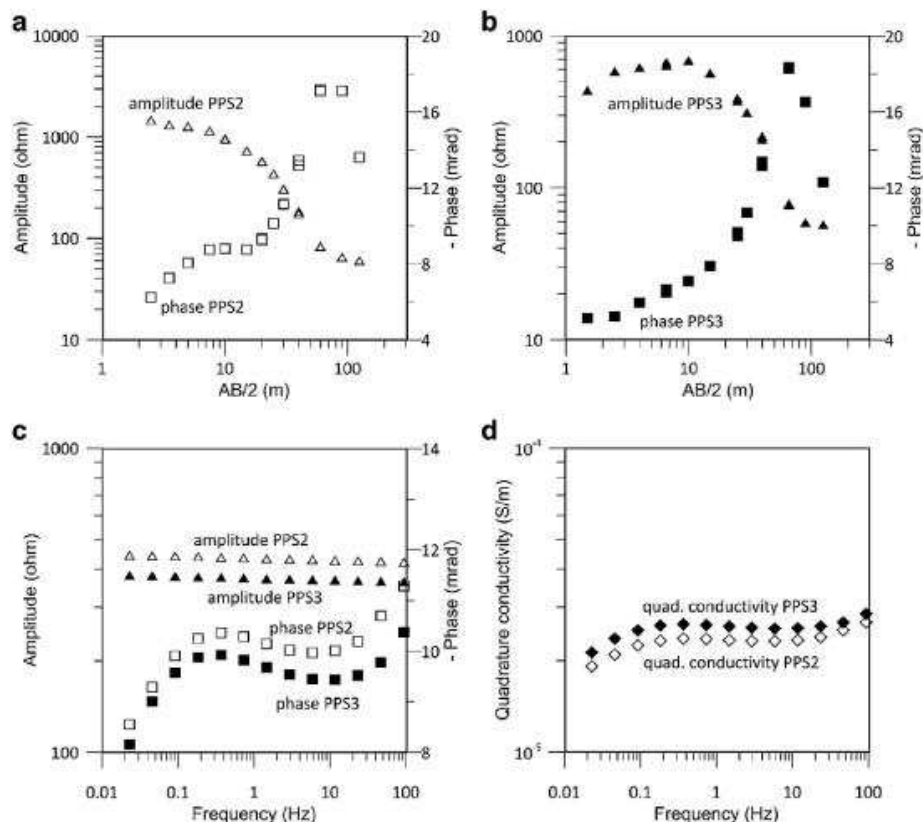 a
10000
1000
100
10
Amplitude (ohm)
20
16
12
8
4
- Phase (mrad)
amplitude PPS2
phase PPS2
1
10
100
AB/2 (m)
b
1000
100
10
Amplitude (ohm)
20
16
12
8
4
- Phase (mrad)
amplitude PPS3
phase PPS3
1
10
100
AB/2 (m)
c
1000
100
Amplitude (ohm)
14
12
10
8
- Phase (mrad)
amplitude PPS2
amplitude PPS3
phase PPS2
phase PPS3
0.01
0.1
1
10
100
Frequency (Hz)
d
10⁻⁴
10⁻⁵
Quadrature conductivity (S/m)
quad. conductivity PPS3
quad. conductivity PPS2
0.01
0.1
1
10
100
Frequency (Hz)